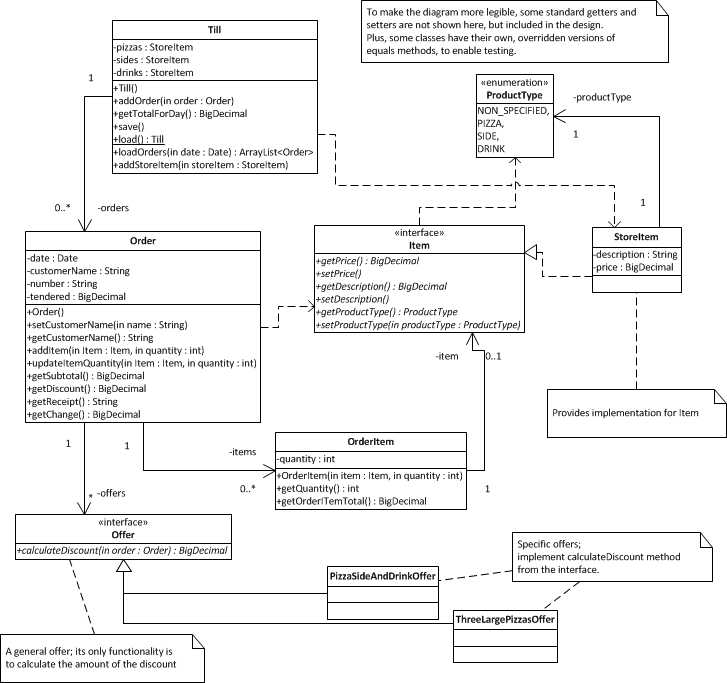 To make the diagram more legible, some standard getters and
setters are not shown here, but included in the design.
Plus, some classes have their own, overridden versions of
equals methods, to enable testing.
Till
-pizzas : StoreItem
-sides : StoreItem
-drinks : StoreItem
+Till()
+addOrder(in order : Order)
+getTotalForDay() : BigDecimal
+save()
+load() : Till
+loadOrders(in date : Date) : ArrayList<Order>
+addStoreItem(in storeItem : StoreItem)
1
0..*
-orders
«enumeration»
ProductType
NON_SPECIFIED,
PIZZA,
SIDE,
DRINK
-productType
1
1
Order
-date : Date
-customerName : String
-number : String
-tendered : BigDecimal
+Order()
+setCustomerName(in name : String)
+getCustomerName() : String
+addItem(in Item : Item, in quantity : int)
+updateItemQuantity(in Item : Item, in quantity : int)
+getSubtotal() : BigDecimal
+getDiscount() : BigDecimal
+getReceipt() : String
+getChange() : BigDecimal
«interface»
Item
+getPrice() : BigDecimal
+setPrice()
+getDescription() : BigDecimal
+setDescription()
+getProductType() : ProductType
+setProductType(in productType : ProductType)
StoreItem
-description : String
-price : BigDecimal
-item
0..1
Provides implementation for Item
1
1
-items
0..*
OrderItem
-quantity : int
+OrderItem(in item : Item, in quantity : int)
+getQuantity() : int
+getOrderITemTotal() : BigDecimal
1
*
-offers
«interface»
Offer
+calculateDiscount(in order : Order) : BigDecimal
Specific offers;
implement calculateDiscount method
from the interface.
PizzaSideAndDrinkOffer
ThreeLargePizzasOffer
A general offer; its only functionality is
to calculate the amount of the discount